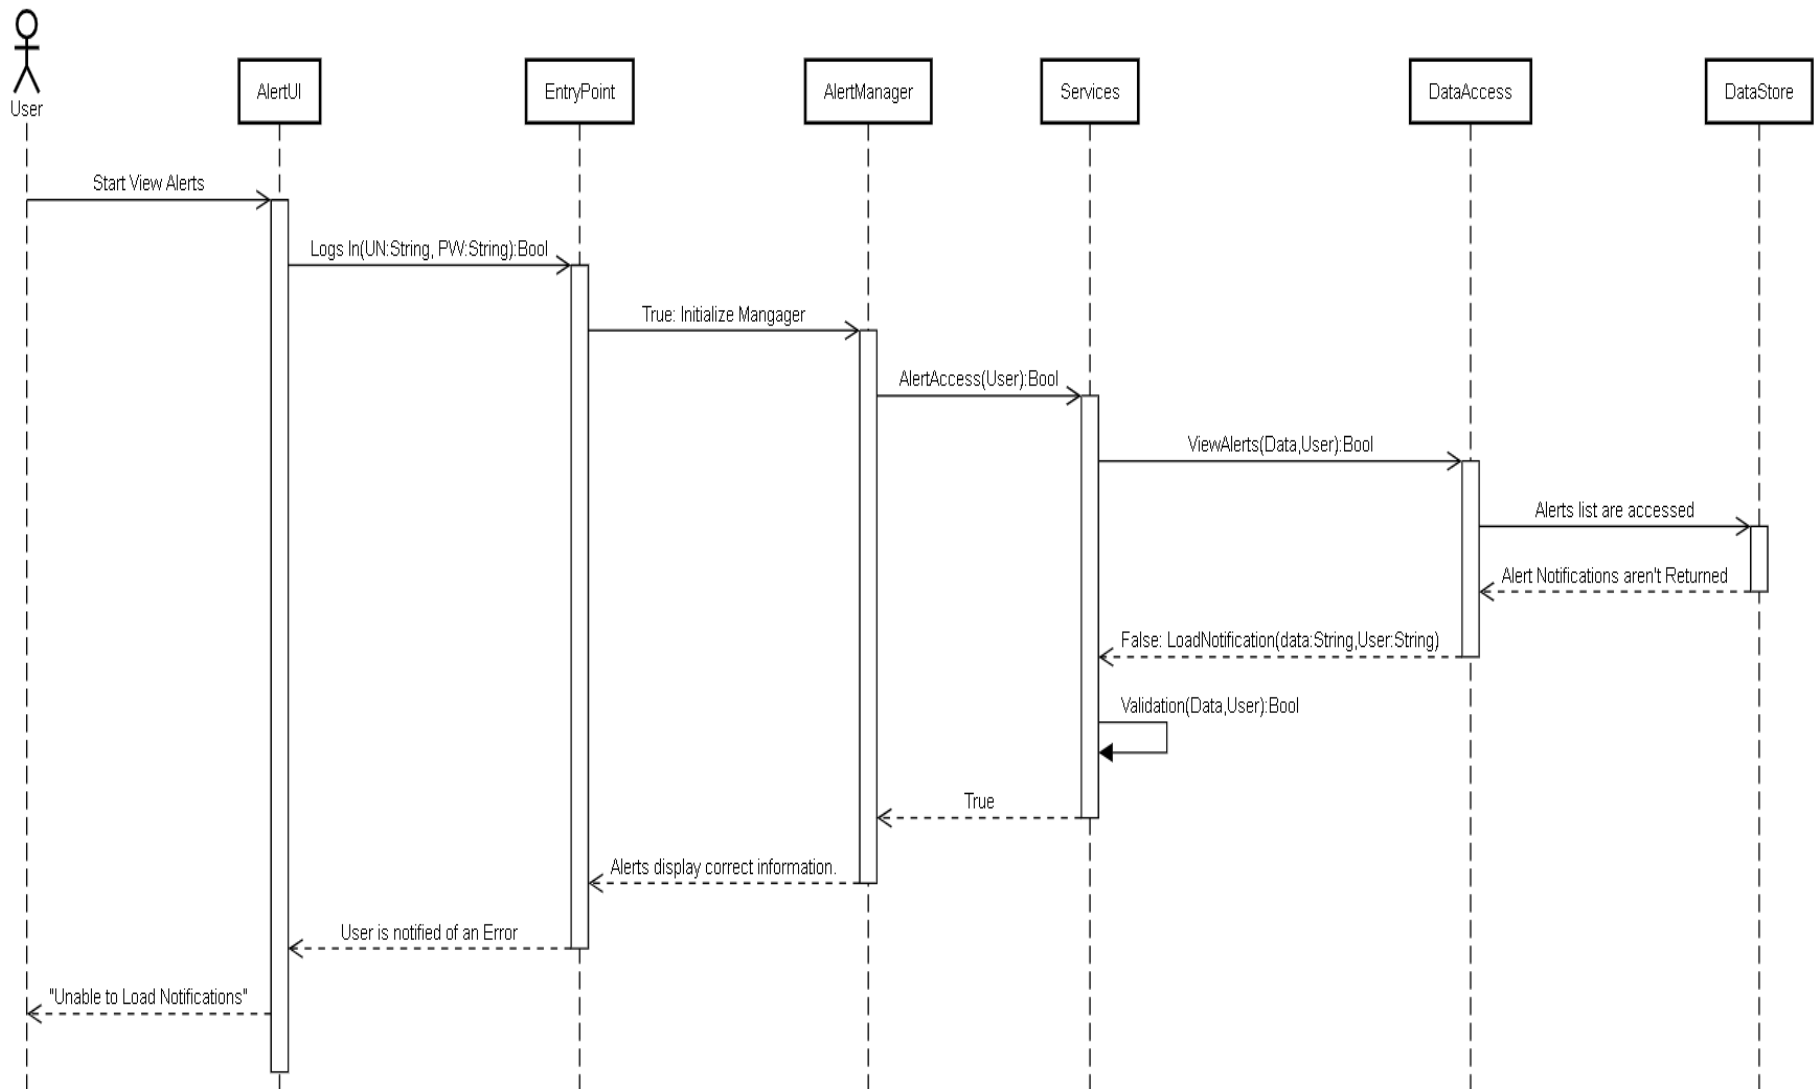 User
AlertUI
EntryPoint
AlertManager
Services
DataAccess
DataStore
Start View Alerts
Logs In(UN:String, PW:String):Bool
True: Initialize Mangager
AlertAccess(User):Bool
ViewAlerts(Data,User):Bool
Alerts list are accessed
Alert Notifications aren't Returned
False: LoadNotification(data:String,User:String)
Validation(Data,User):Bool
True
Alerts display correct information.
User is notified of an Error
"Unable to Load Notifications"